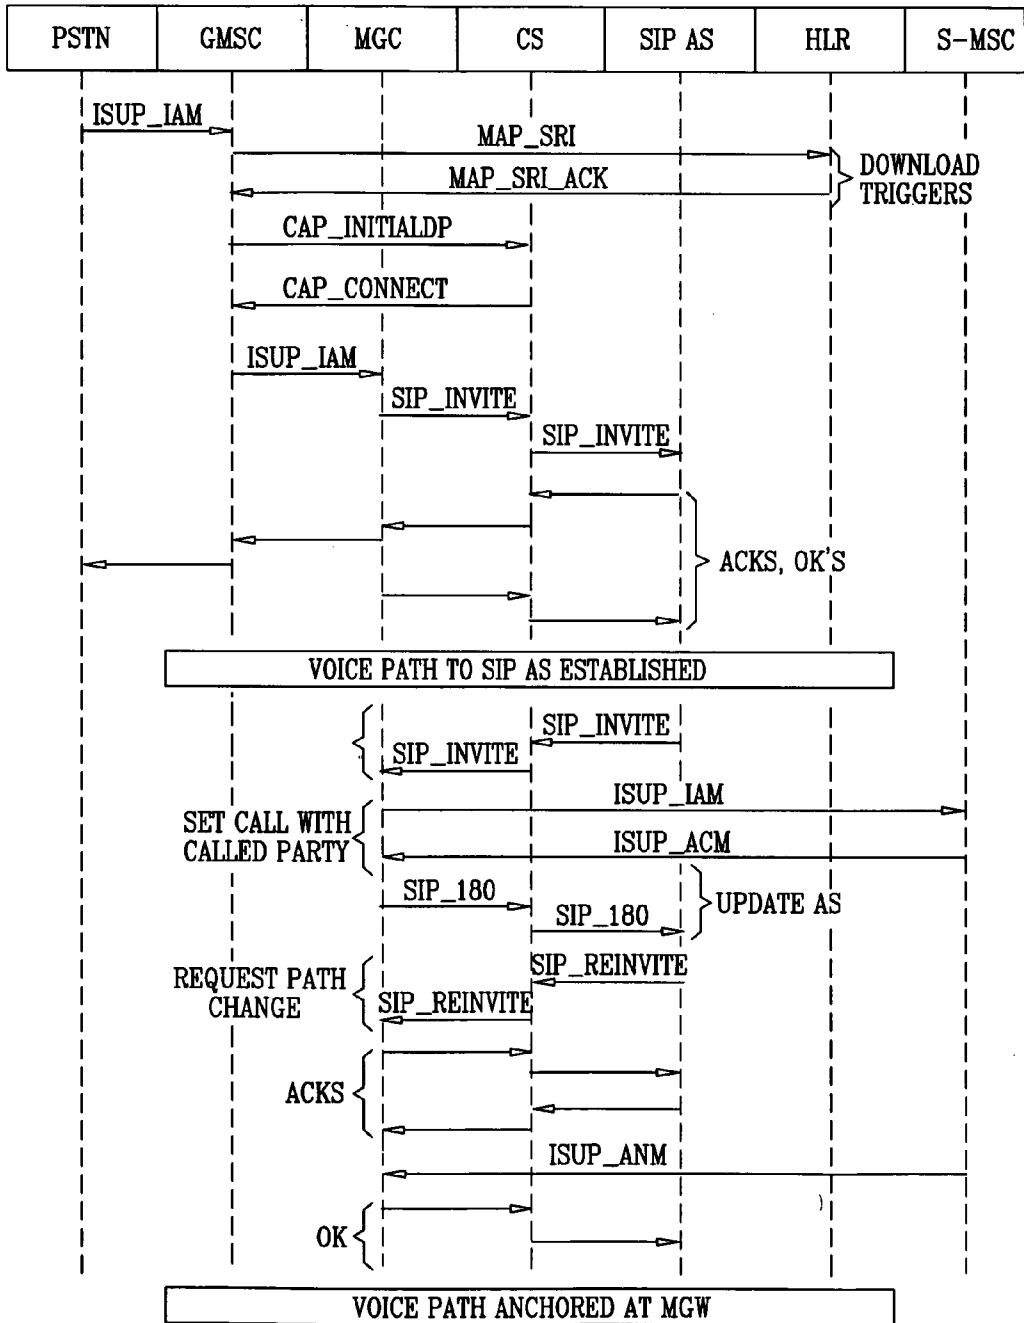 PSTN GMSC MGC CS SIP AS HLR S-MSC
ISUP_IAM
MAP_SRI
MAP_SRI_ACK
DOWNLOAD
TRIGGERS
CAP_INITIALDP
CAP_CONNECT
ISUP_IAM
SIP_INVITE
SIP_INVITE
ACKS, OK'S
VOICE PATH TO SIP AS ESTABLISHED
SIP_INVITE
SIP_INVITE
ISUP_IAM
SET CALL WITH
CALLED PARTY
ISUP_ACM
SIP_180
SIP_180
UPDATE AS
SIP_REINVITE
REQUEST PATH
CHANGE
SIP_REINVITE
ACKS
ISUP_ANM
OK
VOICE PATH ANCHORED AT MGW